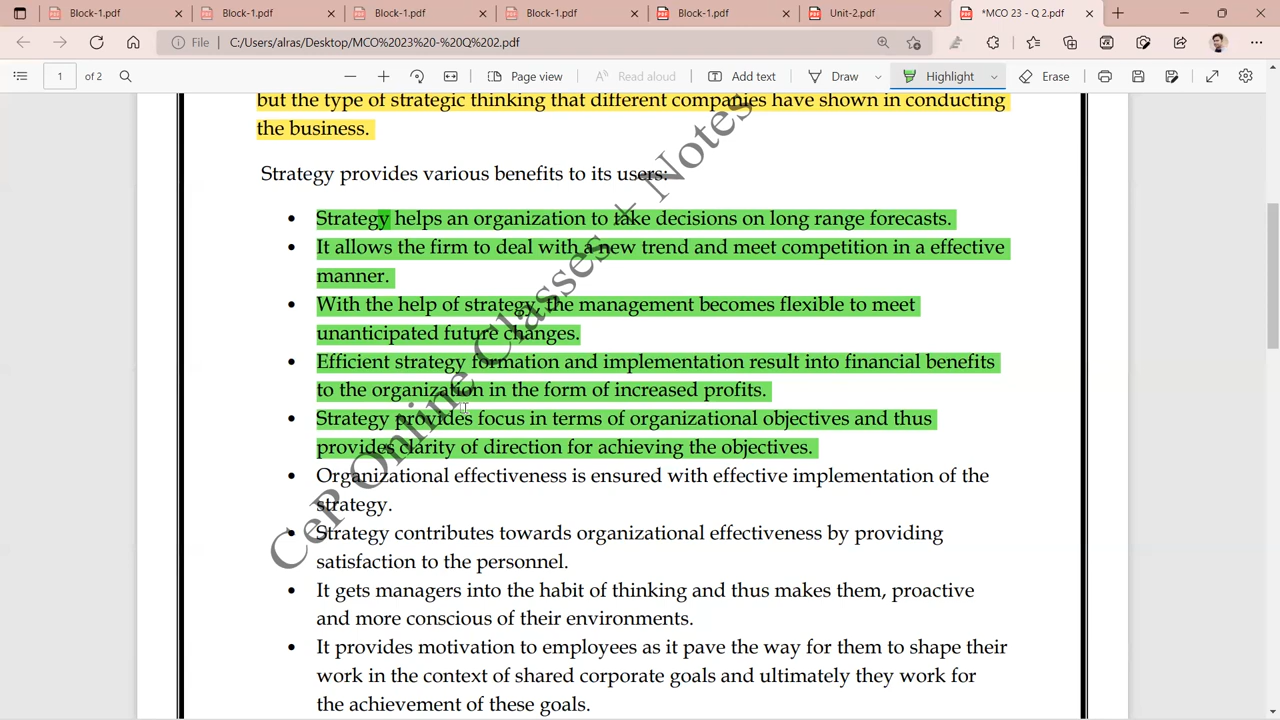 Block-1.pdf
Block-1.pdf
Block-1.pdf
Block-1.pdf
Block-1.pdf
Unit-2.pdf
*MCO 23 - Q 2.pdf
File C:/Users/alras/Desktop/MCO%2023%20-%20Q%202.pdf
1 of 2 Page view Read aloud Add text Draw Highlight Erase
but the type of strategic thinking that different companies have shown in conducting
the business.
Strategy provides various benefits to its users:
• Strategy helps an organization to take decisions on long range forecasts.
• It allows the firm to deal with a new trend and meet competition in a effective
manner.
• With the help of strategy, the management becomes flexible to meet
unanticipated future changes.
• Efficient strategy formation and implementation result into financial benefits
to the organization in the form of increased profits.
• Strategy provides focus in terms of organizational objectives and thus
provides clarity of direction for achieving the objectives.
• Organizational effectiveness is ensured with effective implementation of the
strategy.
• Strategy contributes towards organizational effectiveness by providing
satisfaction to the personnel.
• It gets managers into the habit of thinking and thus makes them, proactive
and more conscious of their environments.
• It provides motivation to employees as it pave the way for them to shape their
work in the context of shared corporate goals and ultimately they work for
the achievement of these goals.
CeP Online Classes + Notes